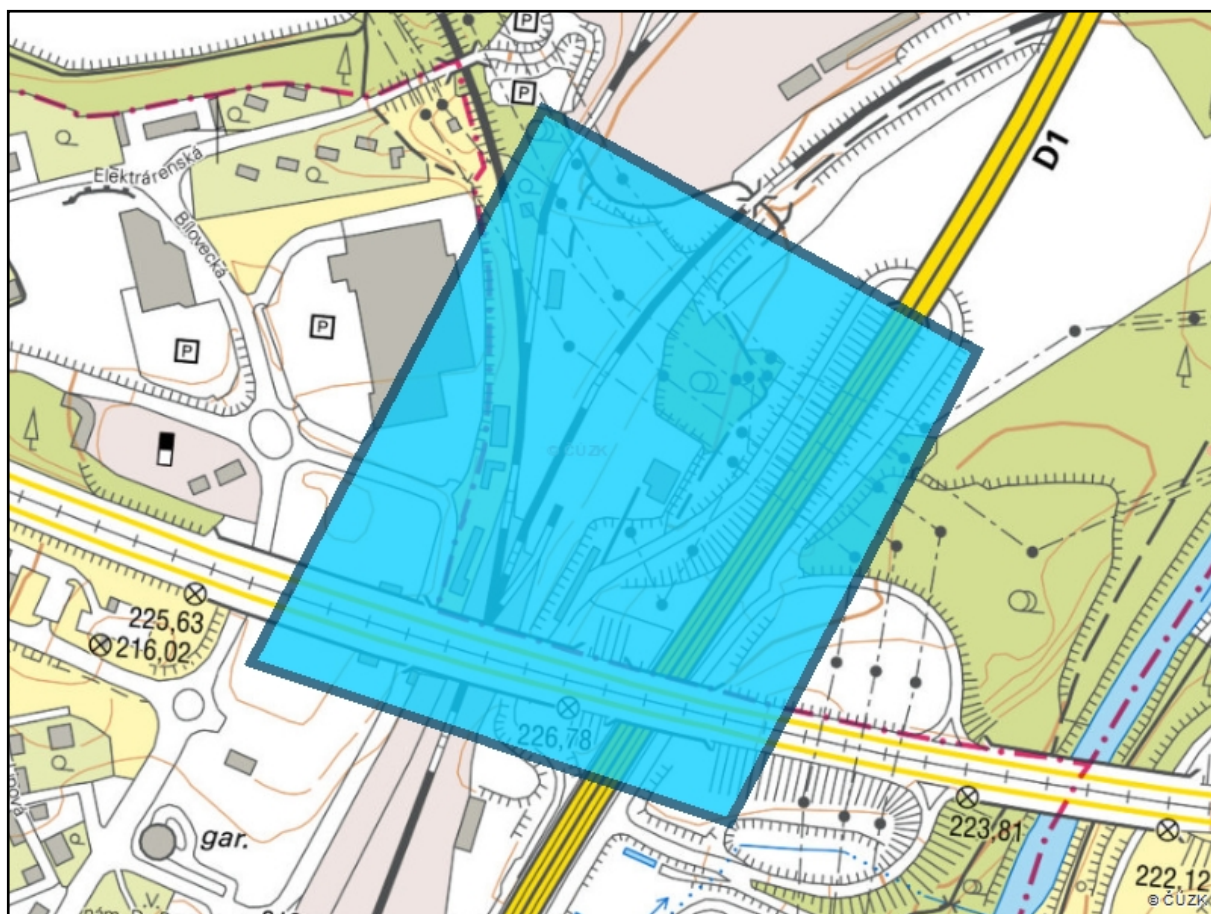 P
P
D1
Elektrárenská
Bílovecká
P
P
© ČÚZK
225,63
216,02
226,78
gar.
223,81
222,12
© ČÚZK